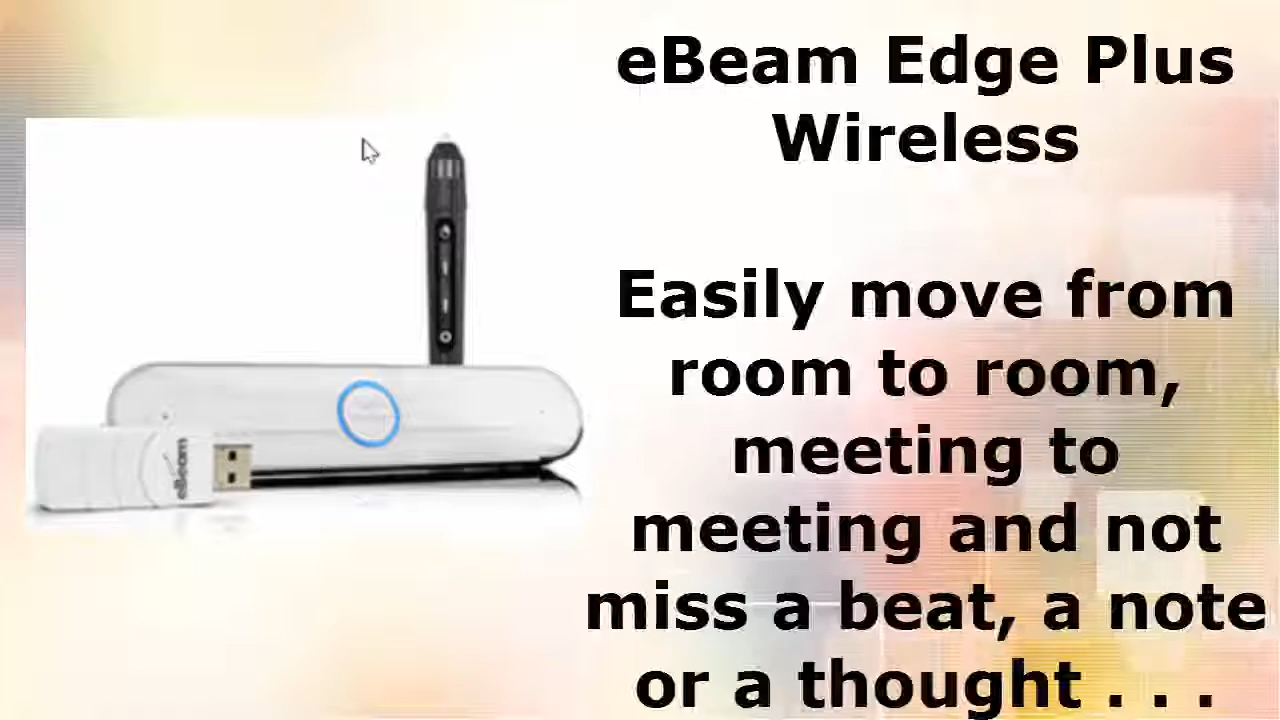 eBeam Edge Plus
Wireless
Easily move from
room to room,
meeting to
meeting and not
miss a beat, a note
or a thought . . .
eBeam